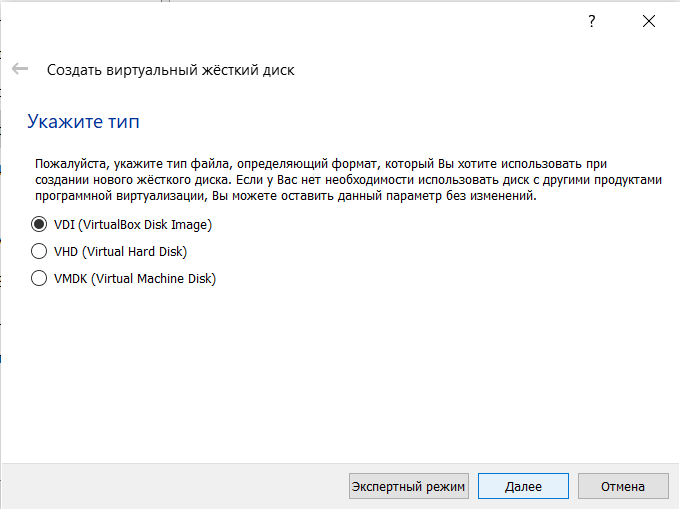 ?
Создать виртуальный жёсткий диск
Укажите тип
Пожалуйста, укажите тип файла, определяющий формат, который Вы хотите использовать при
создании нового жёсткого диска. Если у Вас нет необходимости использовать диск с другими продуктами
программной виртуализации, Вы можете оставить данный параметр без изменений.
VDI (VirtualBox Disk Image)
VHD (Virtual Hard Disk)
VMDK (Virtual Machine Disk)
Экспертный режим Далее Отмена